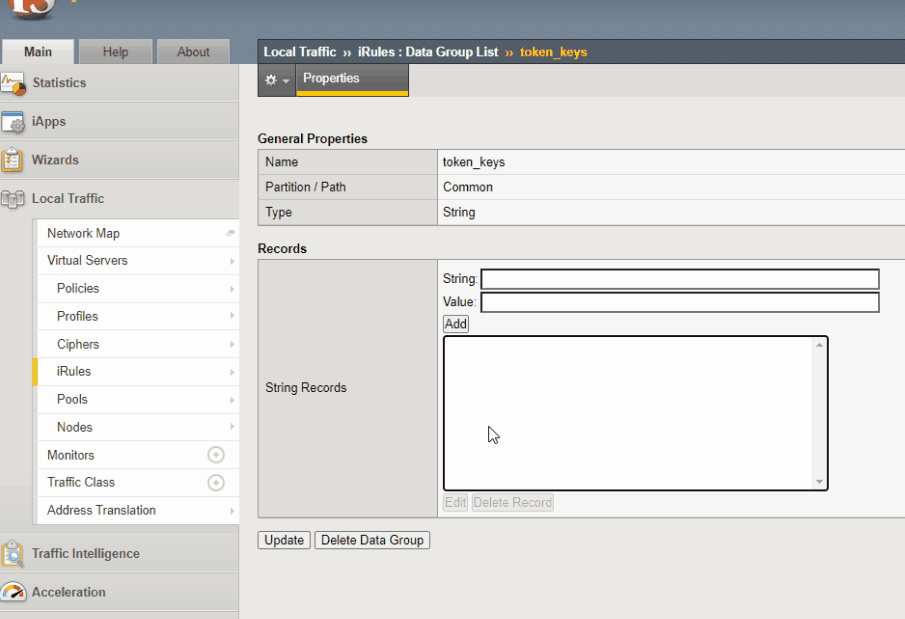 Main
Help
About
Statistics
iApps
Wizards
Local Traffic
Network Map
Virtual Servers
Policies
Profiles
Ciphers
iRules
Pools
Nodes
Monitors
Traffic Class
Address Translation
Traffic Intelligence
Acceleration
Local Traffic ›› iRules : Data Group List ›› token_keys
Properties
General Properties
Name token_keys
Partition / Path Common
Type String
Records
String Records
String:
Value:
Add
Edit Delete Record
Update Delete Data Group